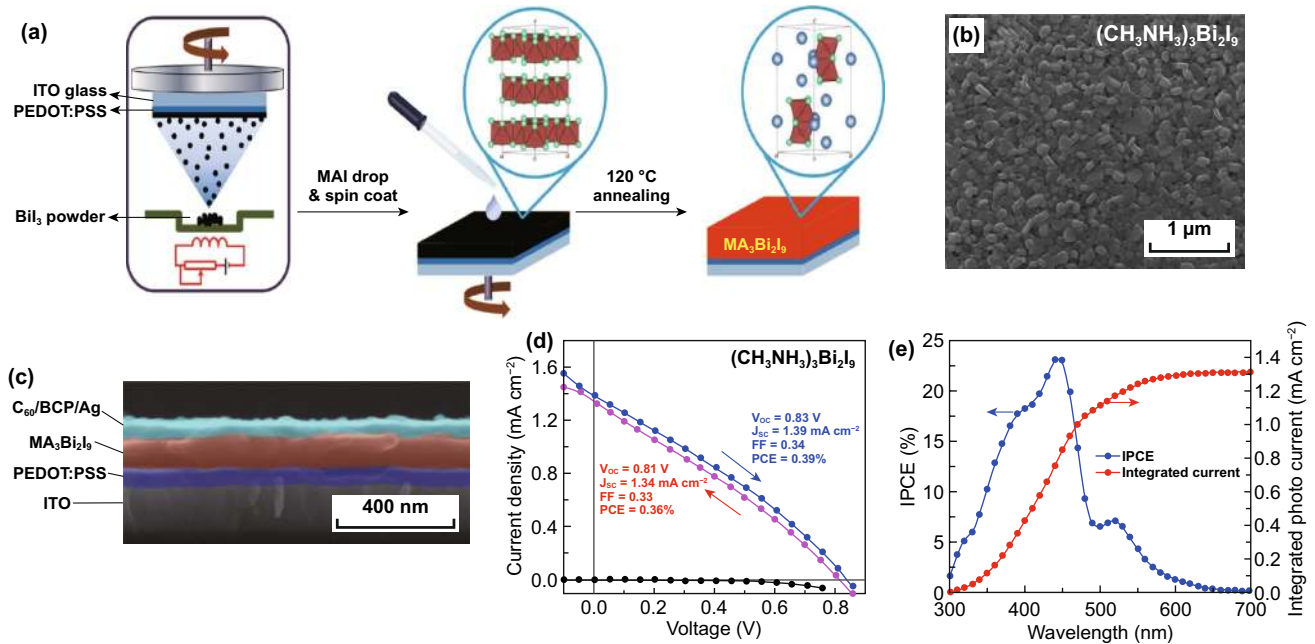 (a)
ITO glass
PEDOT:PSS
BiI₃ powder
MAI drop
& spin coat
120 °C
annealing
MA₃Bi₂I₉
(b)
(CH₃NH₃)₃Bi₂I₉
1 µm
(c)
C₆₀/BCP/Ag
MA₃Bi₂I₉
PEDOT:PSS
ITO
400 nm
(d)
(CH₃NH₃)₃Bi₂I₉
Current density (mA cm⁻²)
1.6
1.2
0.8
0.4
0.0
V_OC = 0.83 V
J_SC = 1.39 mA cm⁻²
FF = 0.34
PCE = 0.39%
V_OC = 0.81 V
J_SC = 1.34 mA cm⁻²
FF = 0.33
PCE = 0.36%
0.0 0.2 0.4 0.6 0.8
Voltage (V)
(e)
IPCE (%)
25
20
15
10
5
0
IPCE
Integrated current
1.4
1.2
1.0
0.8
0.6
0.4
0.2
0.0
Integrated photo current (mA cm⁻²)
300 400 500 600 700
Wavelength (nm)